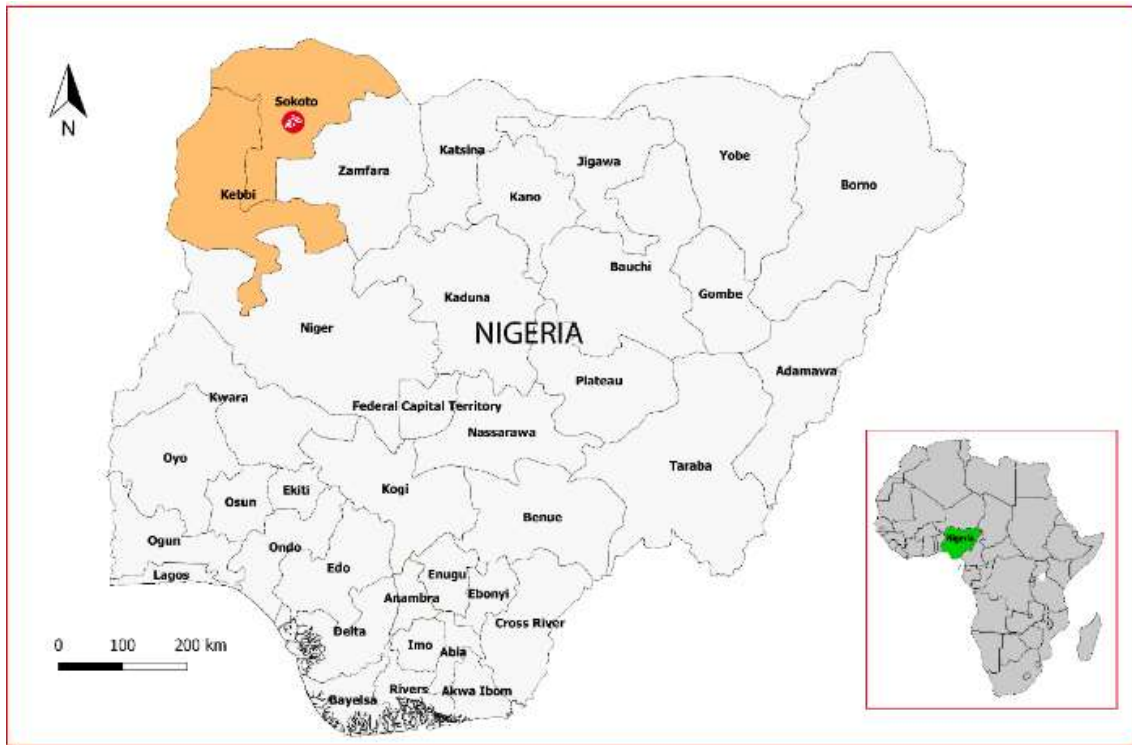 N
Sokoto
Kebbi
Zamfara
Katsina
Kano
Jigawa
Yobe
Borno
Bauchi
Gombe
Kaduna
NIGERIA
Niger
Adamawa
Plateau
Kwara
Federal Capital Territory
Nassarawa
Taraba
Oyo
Osun
Ekiti
Kogi
Benue
Ogun
Ondo
Edo
Lagos
Enugu
Anambra
Ebonyi
Cross River
Delta
Imo
Abia
Bayelsa
Rivers
Akwa Ibom
0 100 200 km
Nigeria